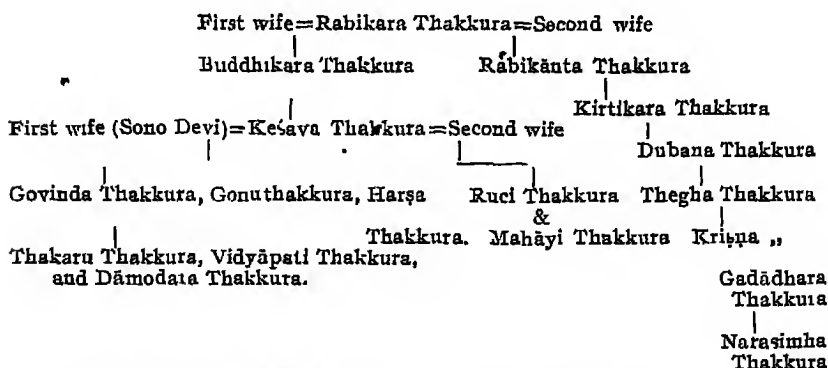 First wife=Rabikara Thakkura=Second wife
Buddhikara Thakkura Rābikānta Thakkura
Kirtikara Thakkura
First wife (Sono Devi)=Keśava Thakkura=Second wife
Dubana Thakkura
Govinda Thakkura, Gonuthakkura, Harṣa Ruci Thakkura Thegha Thakkura
&
Thakkura. Mahāyi Thakkura Kriṣṇa „
Thakaru Thakkura, Vidyāpati Thakkura,
and Dāmodara Thakkura.
Gadādhara
Thakkura
Narasimha
Thakkura